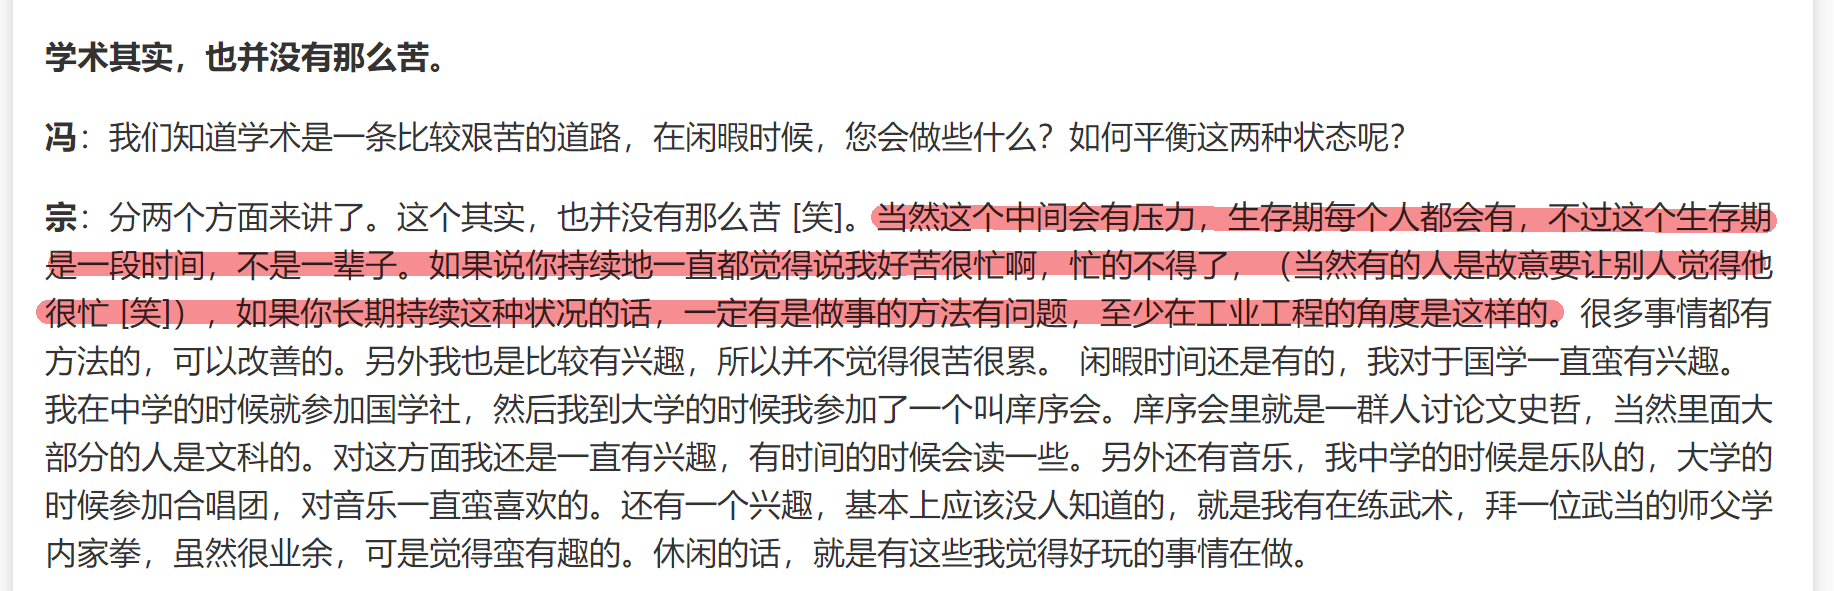 学术其实，也并没有那么苦。
冯：我们知道学术是一条比较艰苦的道路，在闲暇时候，您会做些什么？如何平衡这两种状态呢？
宗：分两个方面来讲了。这个其实，也并没有那么苦 [笑]。当然这个中间会有压力，生存期每个人都会有，不过这个生存期
是一段时间，不是一辈子。如果说你持续地一直都觉得说我好苦很忙啊，忙的不得了，（当然有的人是故意要让别人觉得他
很忙 [笑]），如果你长期持续这种状况的话，一定有是做事的方法有问题，至少在工业工程的角度是这样的。很多事情都有
方法的，可以改善的。另外我也是比较有兴趣，所以并不觉得很苦很累。 闲暇时间还是有的，我对于国学一直蛮有兴趣。
我在中学的时候就参加国学社，然后我到大学的时候我参加了一个叫庠序会。庠序会里就是一群人讨论文史哲，当然里面大
部分的人是文科的。对这方面我还是一直有兴趣，有时间的时候会读一些。另外还有音乐，我中学的时候是乐队的，大学的
时候参加合唱团，对音乐一直蛮喜欢的。还有一个兴趣，基本上应该没人知道的，就是我有在练武术，拜一位武当的师父学
内家拳，虽然很业余，可是觉得蛮有趣的。休闲的话，就是有这些我觉得好玩的事情在做。